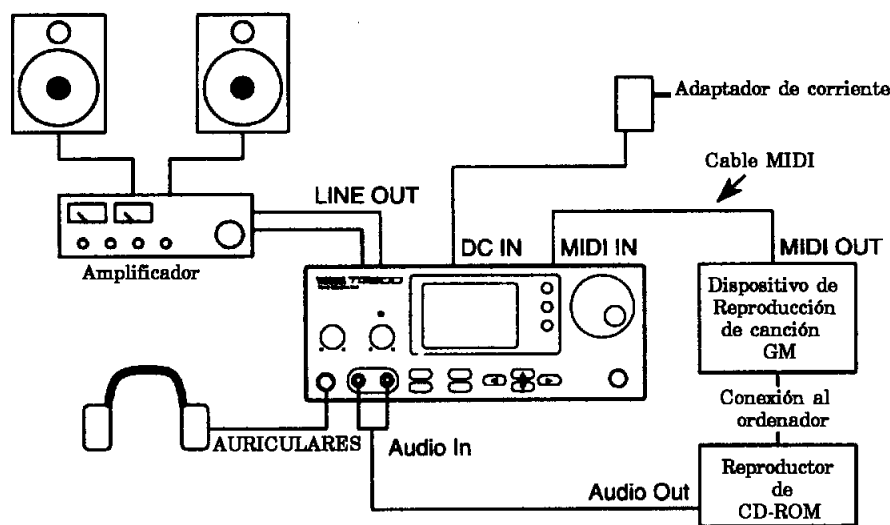 Adaptador de corriente
Cable MIDI
LINE OUT
DC IN
MIDI IN
MIDI OUT
Amplificador
Dispositivo de
Reproducción
de canción
GM
Conexión al
ordenador
AURICULARES
Audio In
Audio Out
Reproductor
de
CD-ROM